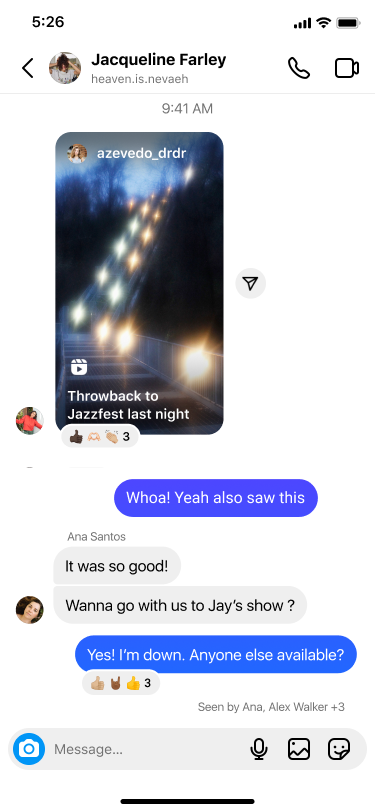 5:26
Jacqueline Farley
heaven.is.nevaeh
9:41 AM
azevedo_drdr
Throwback to
Jazzfest last night
3
Whoa! Yeah also saw this
Ana Santos
It was so good!
Wanna go with us to Jay's show ?
Yes! I'm down. Anyone else available?
3
Seen by Ana, Alex Walker +3
Message...